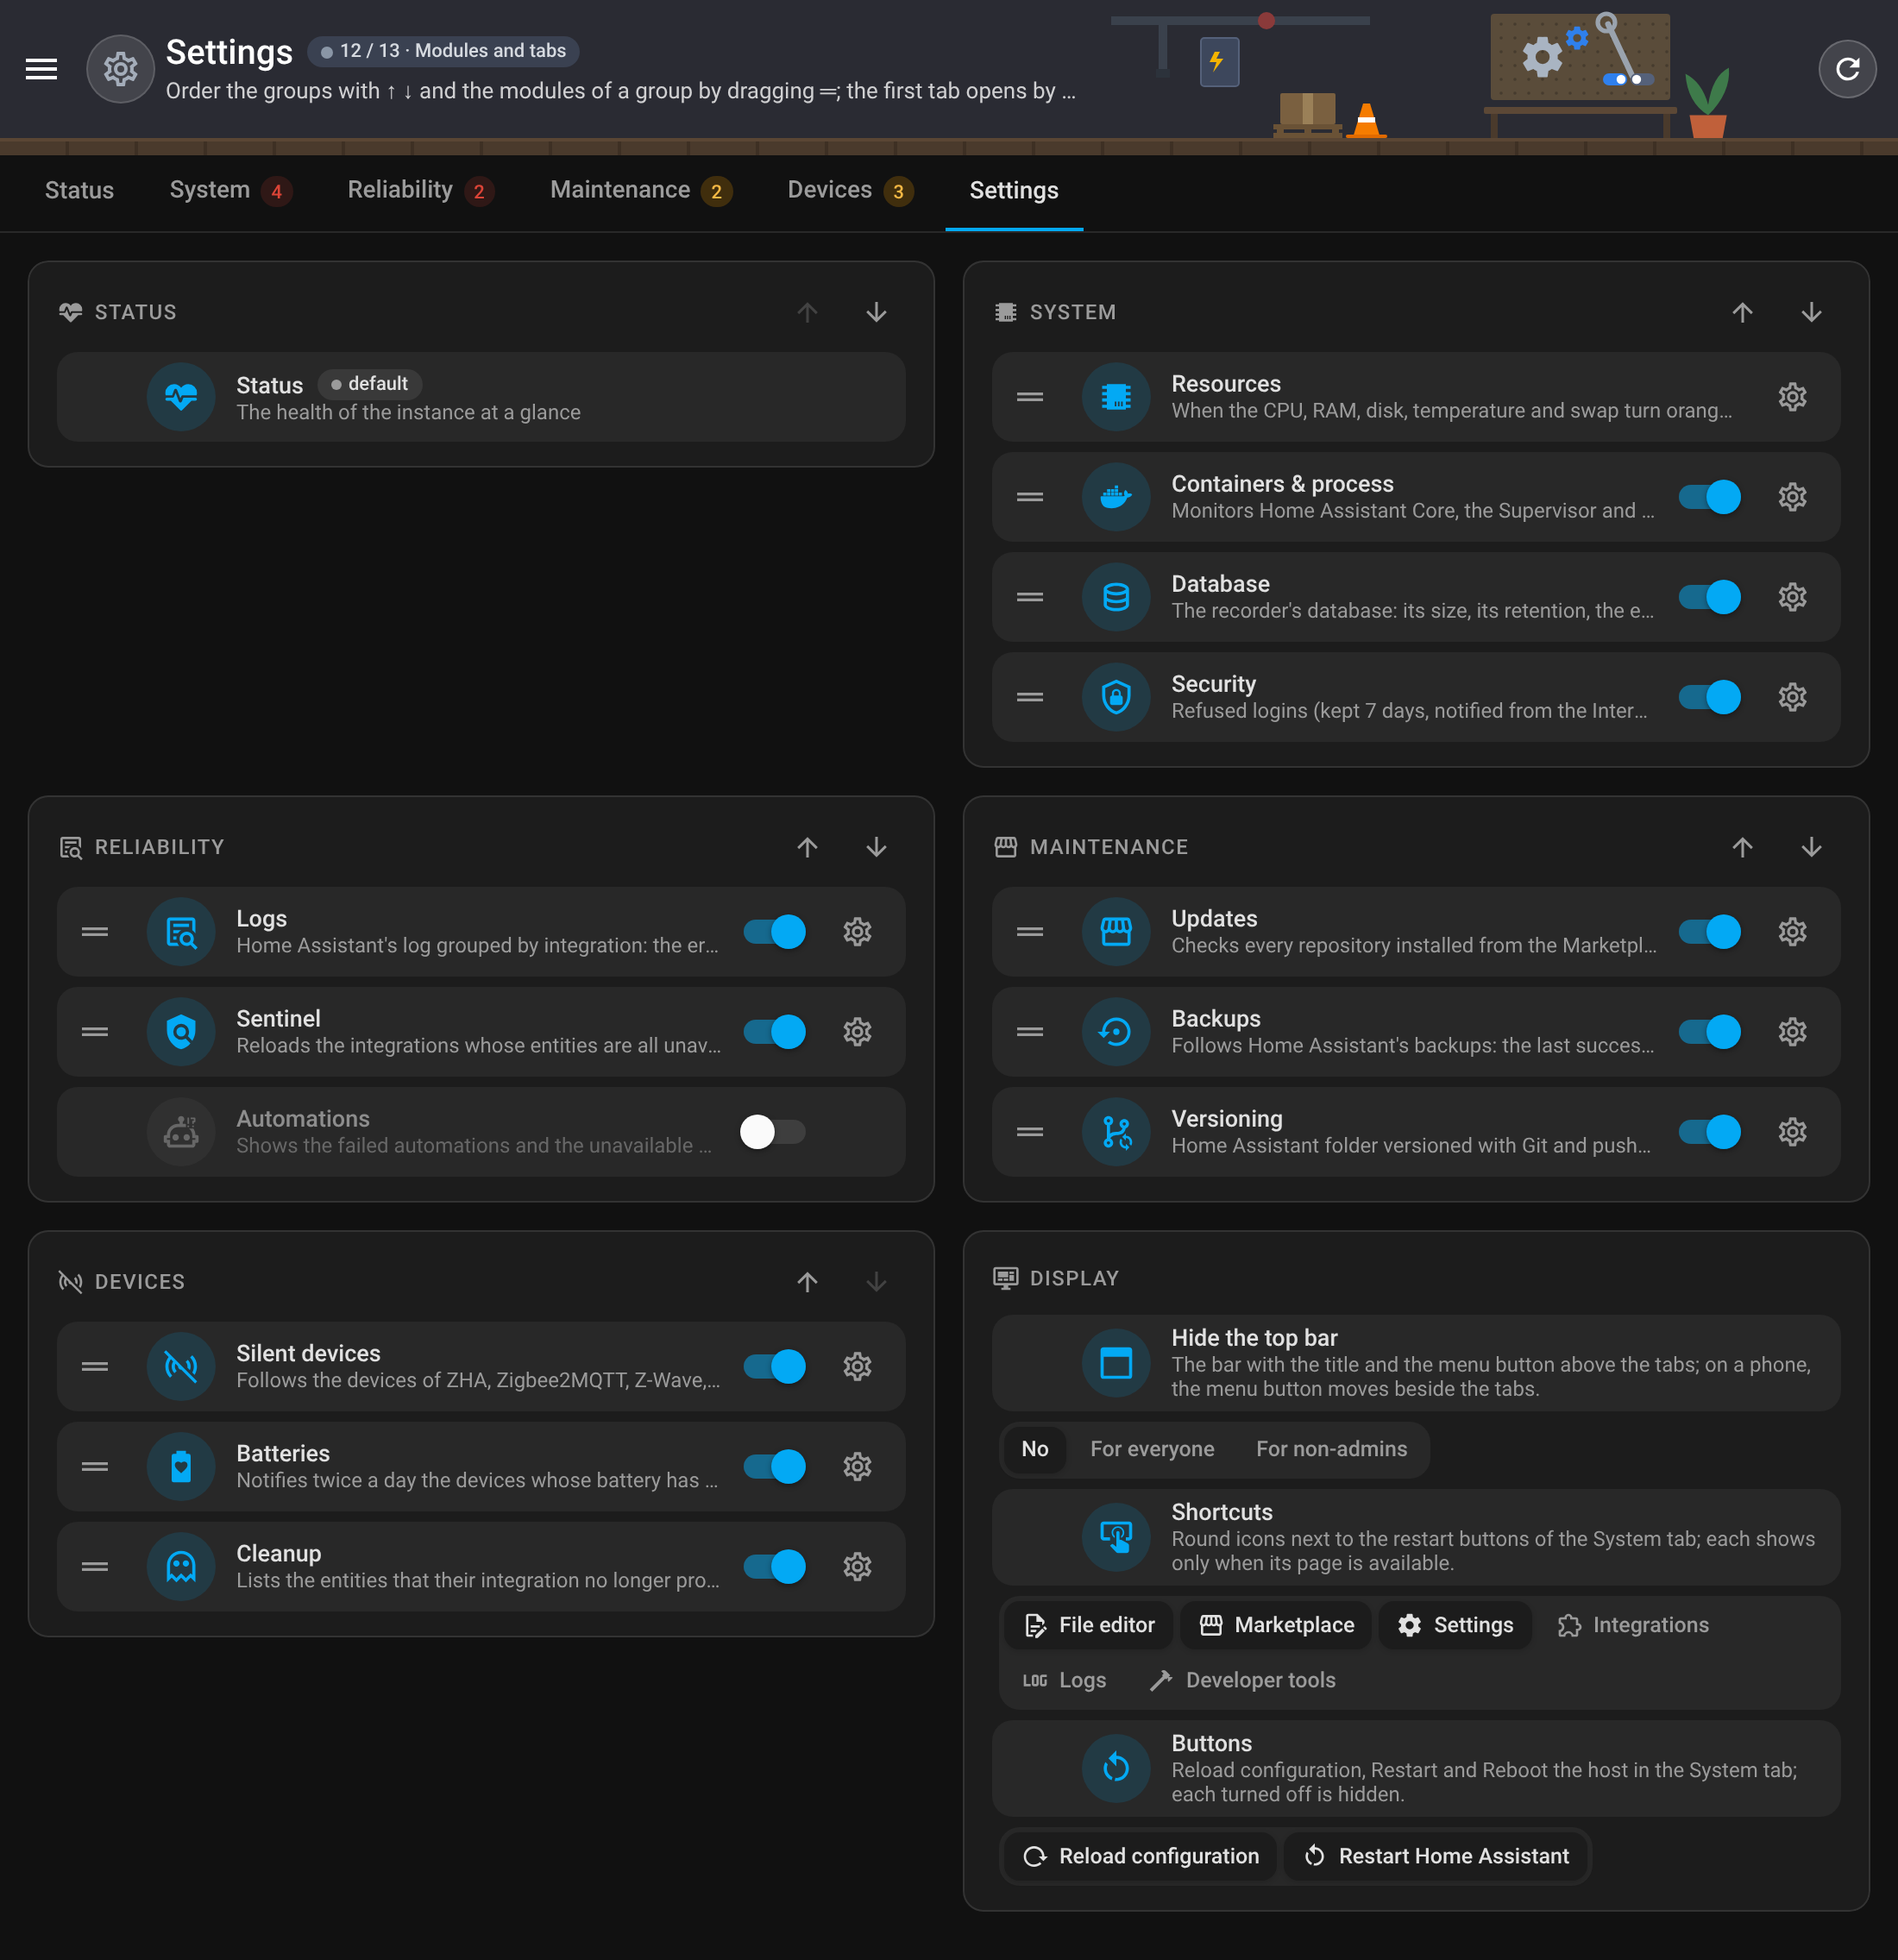 Settings
12 / 13 · Modules and tabs
Order the groups with ↑ ↓ and the modules of a group by dragging ═; the first tab opens by …
Status
System 4
Reliability 2
Maintenance 2
Devices 3
Settings
STATUS
Status
default
The health of the instance at a glance
SYSTEM
Resources
When the CPU, RAM, disk, temperature and swap turn orang…
Containers & process
Monitors Home Assistant Core, the Supervisor and …
Database
The recorder's database: its size, its retention, the e…
Security
Refused logins (kept 7 days, notified from the Inter…
RELIABILITY
Logs
Home Assistant's log grouped by integration: the er…
Sentinel
Reloads the integrations whose entities are all unav…
Automations
Shows the failed automations and the unavailable …
MAINTENANCE
Updates
Checks every repository installed from the Marketpl…
Backups
Follows Home Assistant's backups: the last succes…
Versioning
Home Assistant folder versioned with Git and push…
DEVICES
Silent devices
Follows the devices of ZHA, Zigbee2MQTT, Z-Wave,…
Batteries
Notifies twice a day the devices whose battery has …
Cleanup
Lists the entities that their integration no longer pro…
DISPLAY
Hide the top bar
The bar with the title and the menu button above the tabs; on a phone,
the menu button moves beside the tabs.
No
For everyone
For non-admins
Shortcuts
Round icons next to the restart buttons of the System tab; each shows
only when its page is available.
File editor
Marketplace
Settings
Integrations
LOG Logs
Developer tools
Buttons
Reload configuration, Restart and Reboot the host in the System tab;
each turned off is hidden.
Reload configuration
Restart Home Assistant